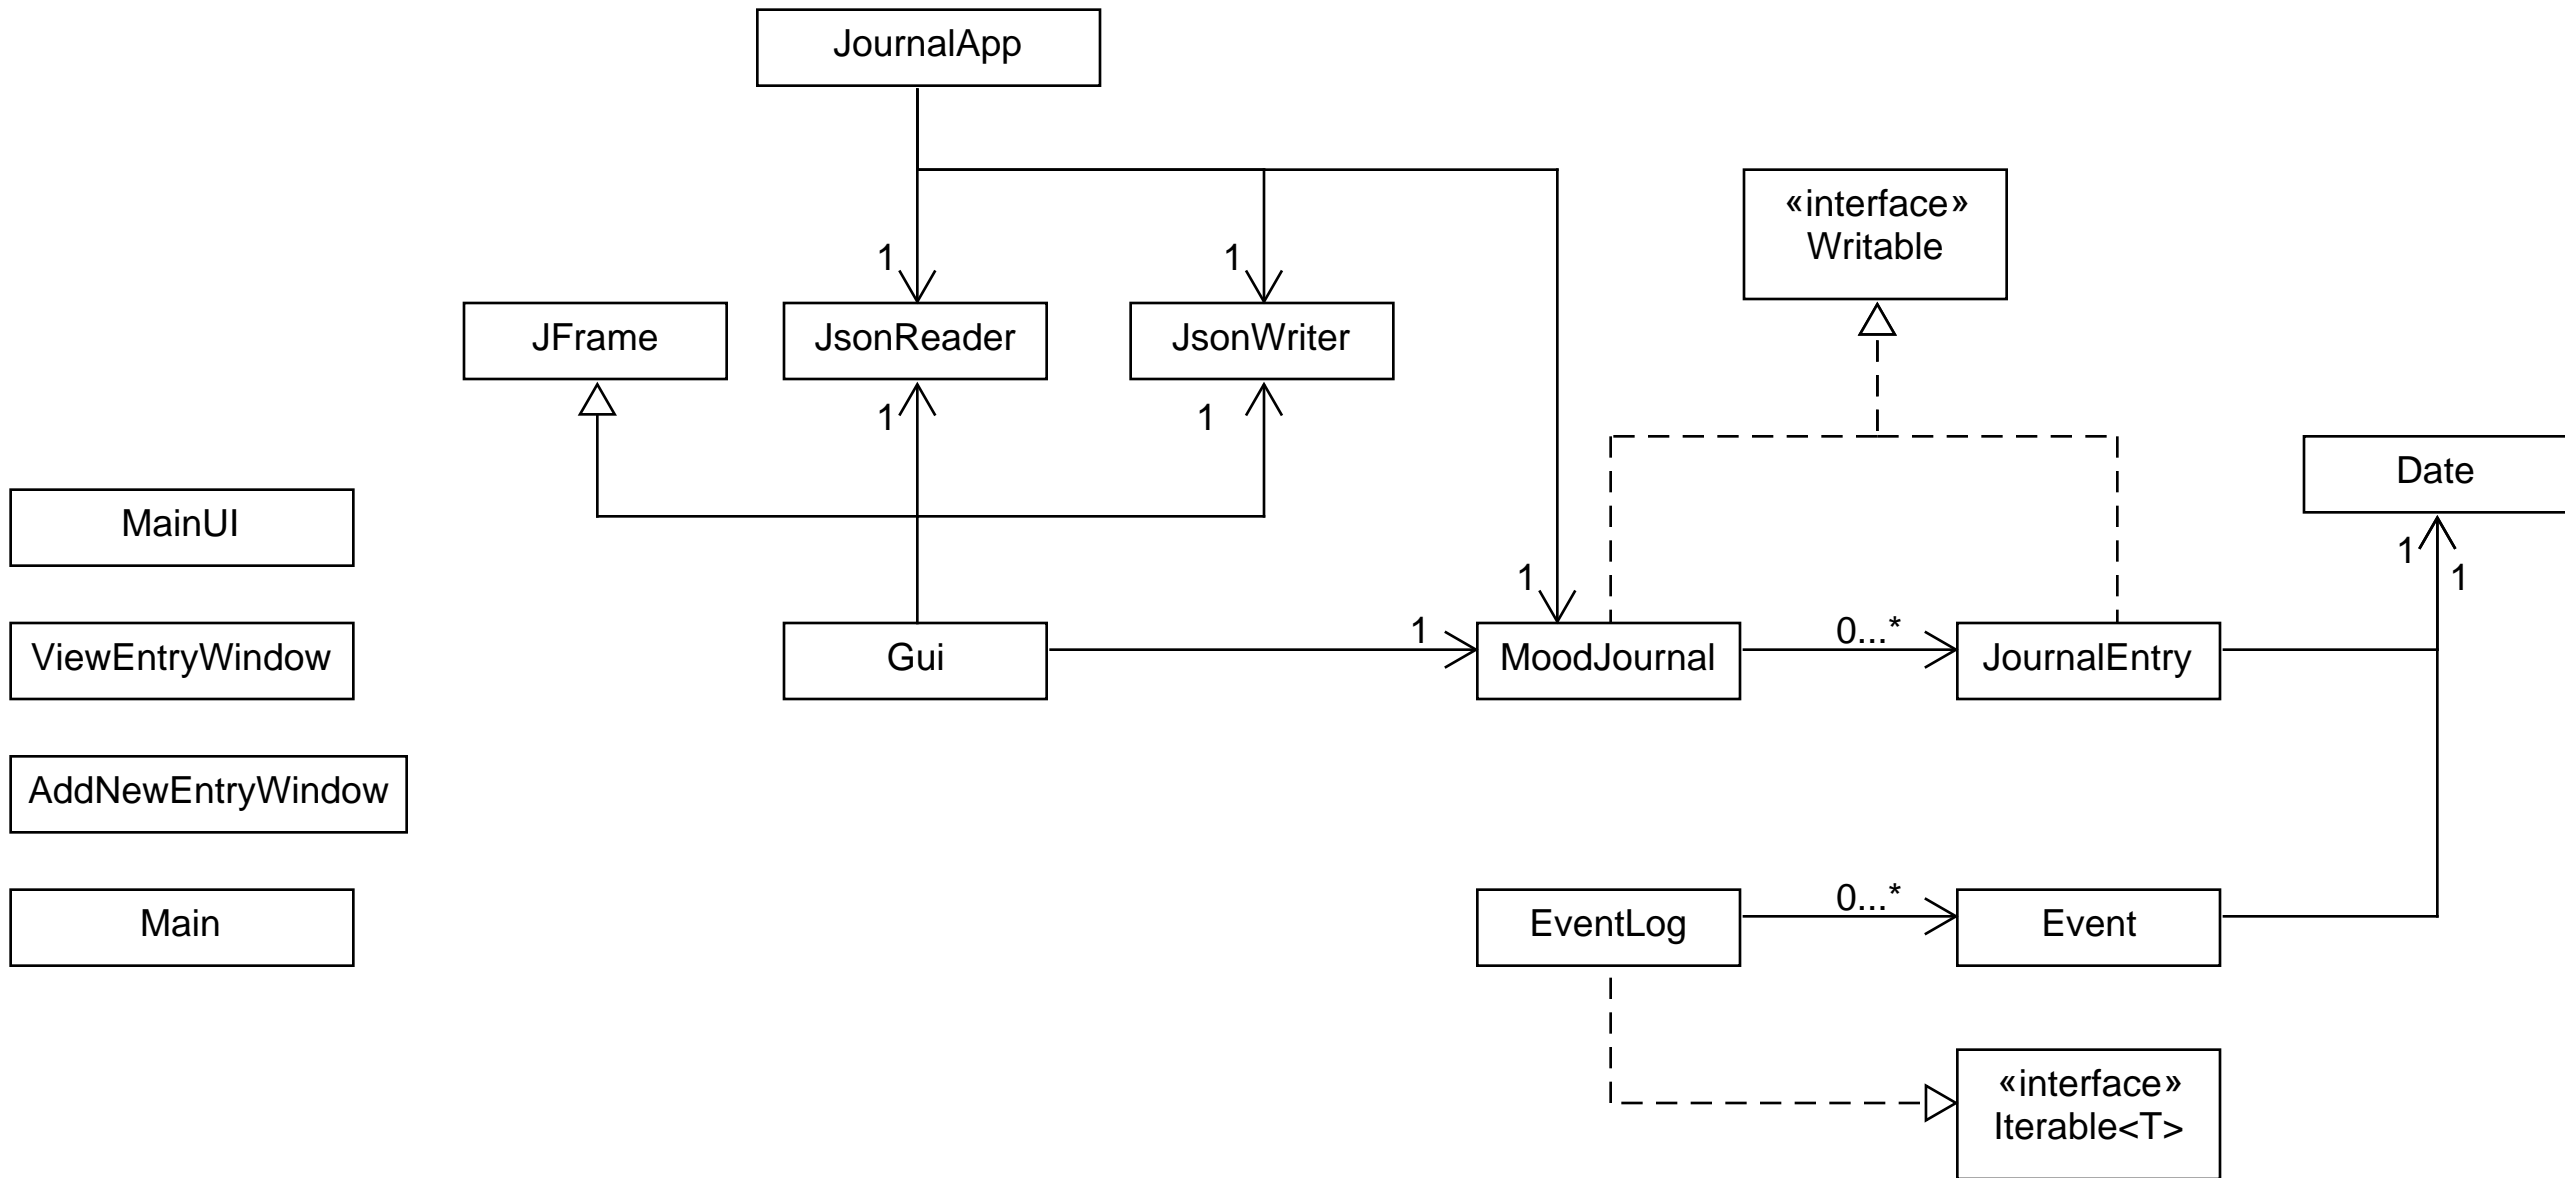 JournalApp
«interface»
Writable
1
1
JFrame
JsonReader
JsonWriter
1
1
Date
MainUI
1
1
1
ViewEntryWindow
Gui
1
MoodJournal
0...*
JournalEntry
AddNewEntryWindow
Main
EventLog
0...*
Event
«interface»
Iterable<T>